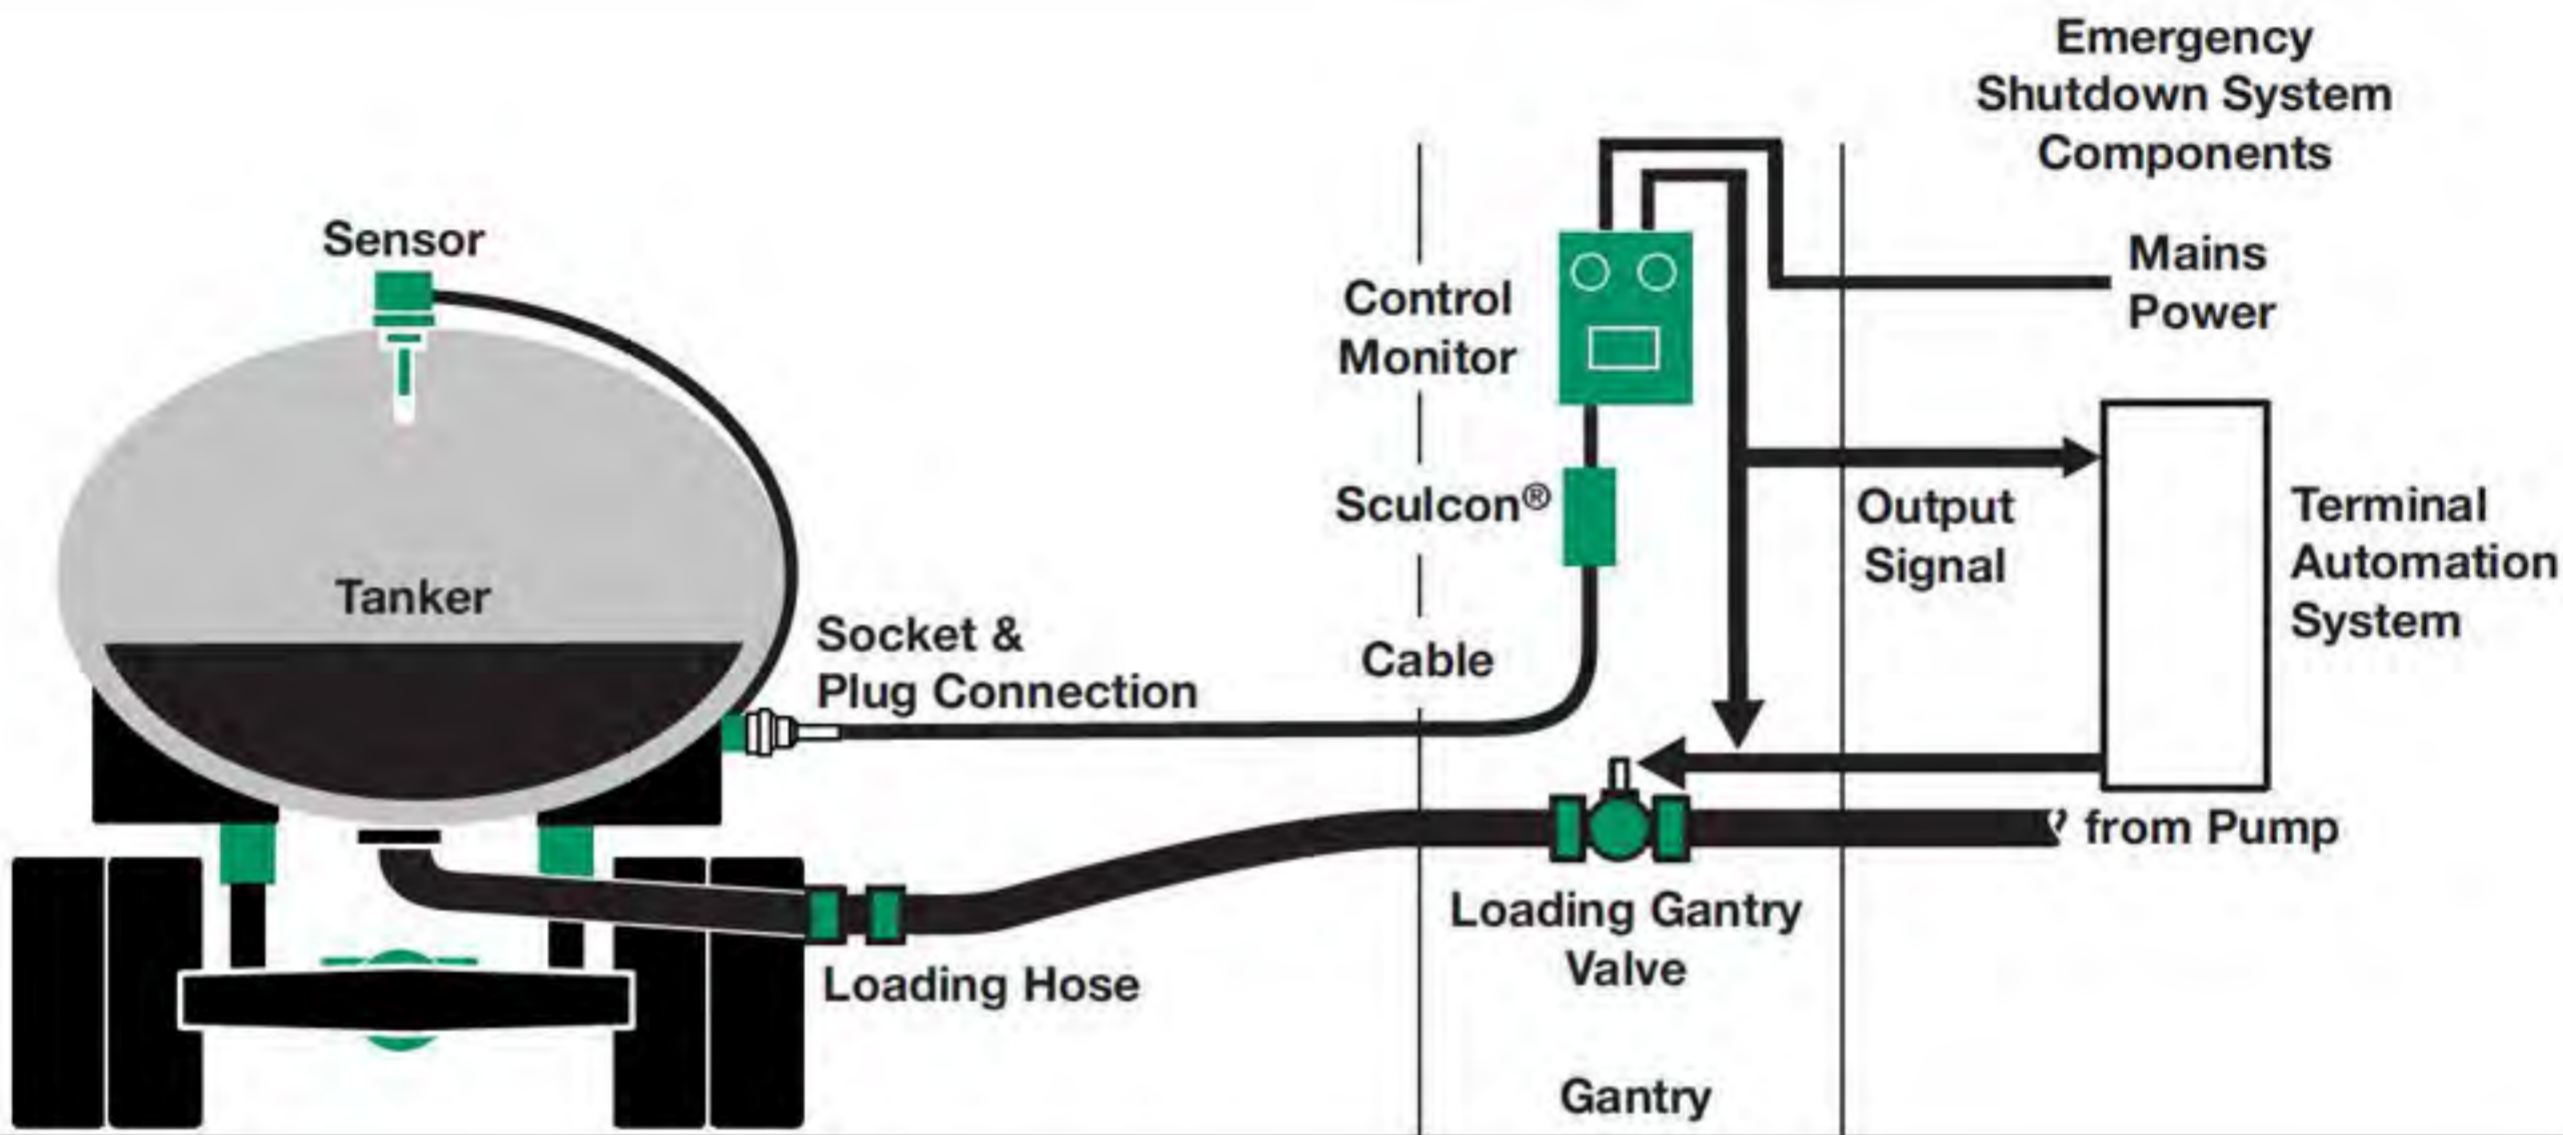 Emergency
Shutdown System
Components
Sensor
Mains
Power
Control
Monitor
Sculcon®
Output
Signal
Terminal
Automation
System
Tanker
Socket &
Plug Connection
Cable
from Pump
Loading Gantry
Valve
Loading Hose
Gantry